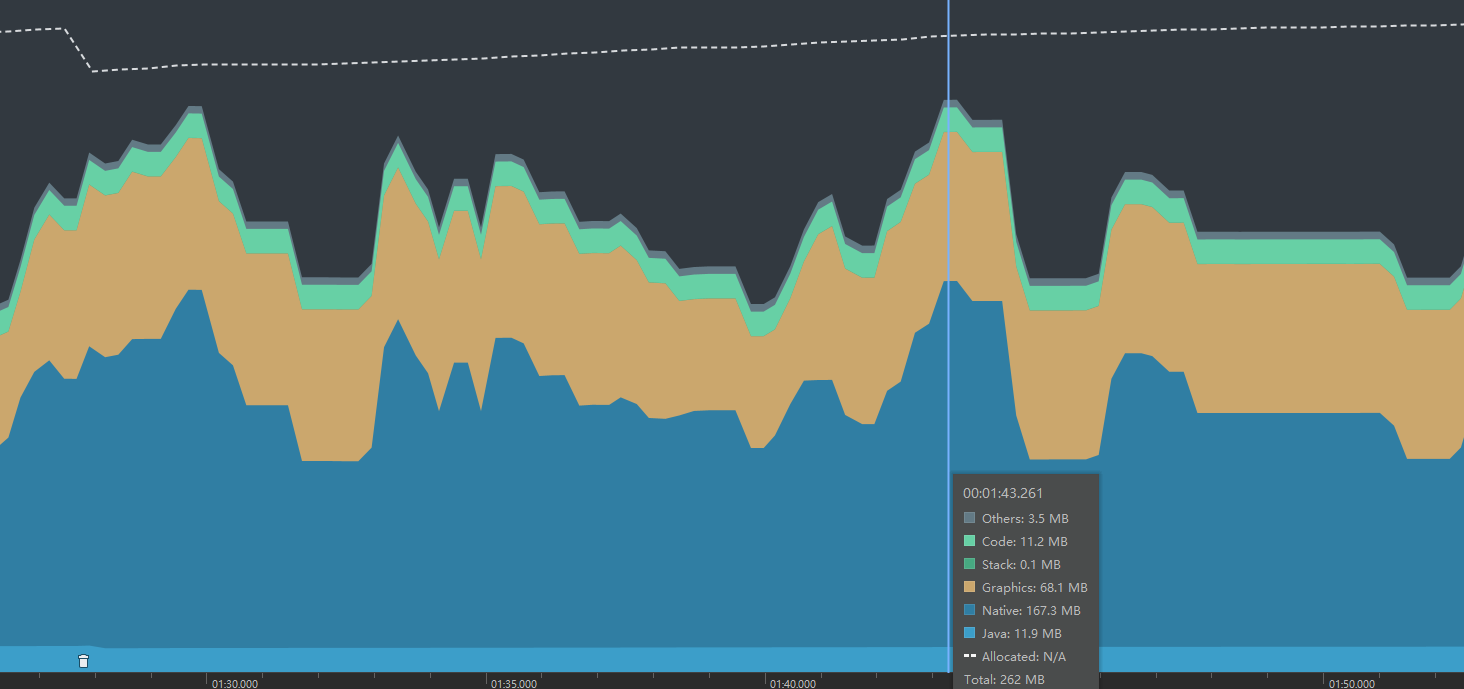 00:01:43.261
Others: 3.5 MB
Code: 11.2 MB
Stack: 0.1 MB
Graphics: 68.1 MB
Native: 167.3 MB
Java: 11.9 MB
Allocated: N/A
Total: 262 MB
01:30.000
01:35.000
01:40.000
01:50.000